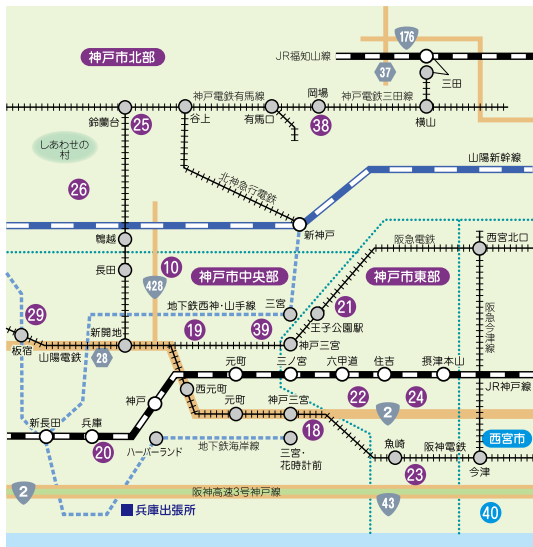 176
神戸市北部
JR福知山線
37
三田
神戸電鉄有馬線
岡場
神戸電鉄三田線
鈴蘭台
25
谷上
有馬口
38
横山
しあわせの
村
山陽新幹線
26
北神急行電鉄
新神戸
鵯越
阪急電鉄
西宮北口
長田
10
神戸市中央部
神戸市東部
428
阪急今津線
29
地下鉄西神・山手線
三宮
21
王子公園駅
新開地
19
39
板宿
山陽電鉄
28
神戸三宮
元町
三ノ宮
六甲道
住吉
摂津本山
西元町
JR神戸線
神戸
22
24
元町
神戸三宮
2
新長田
兵庫
18
西宮市
20
ハーバーランド
地下鉄海岸線
三宮・
花時計前
魚崎
阪神電鉄
今津
23
2
阪神高速3号神戸線
43
兵庫出張所
40